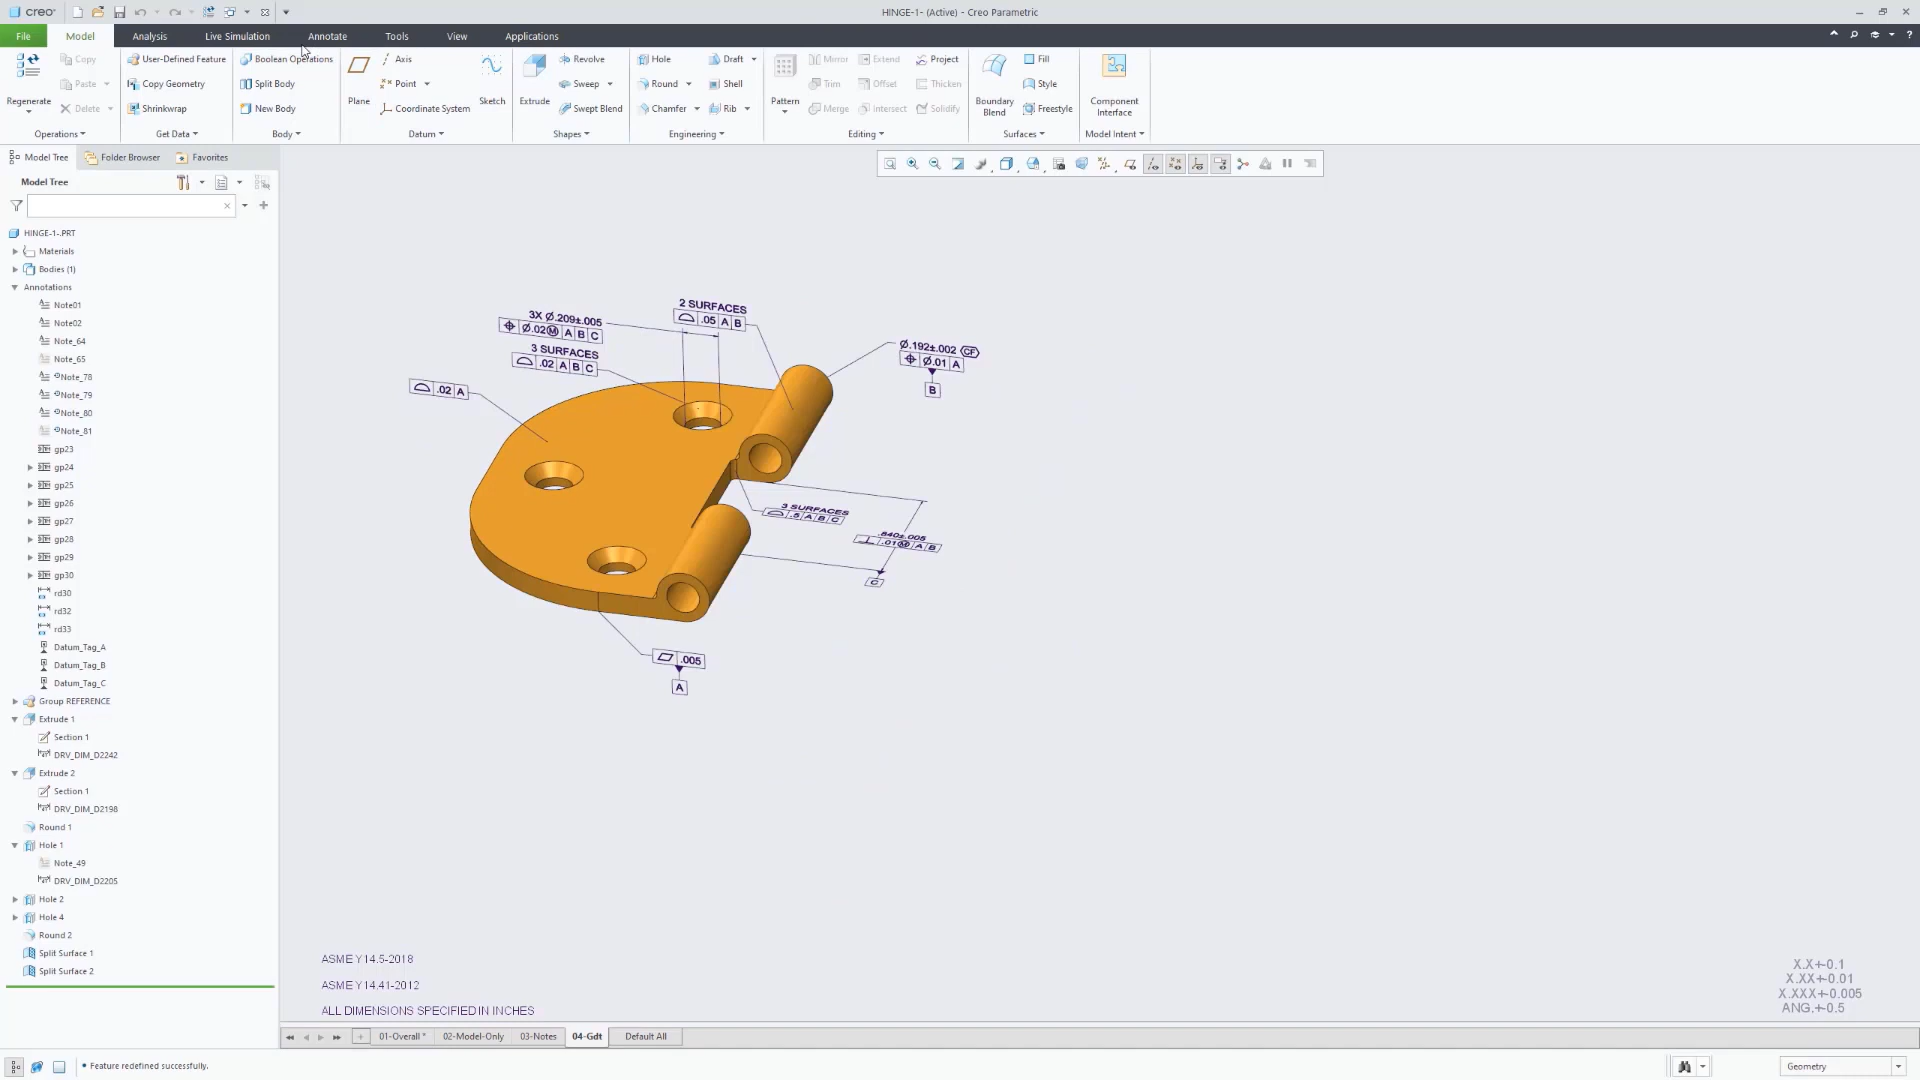 creo
HINGE-1- (Active) - Creo Parametric
File Model Analysis Live Simulation Annotate Tools View Applications
Regenerate
Copy
Paste
Delete
Operations
User-Defined Feature
Copy Geometry
Shrinkwrap
Get Data
Boolean Operations
Split Body
New Body
Body
Plane
Axis
Point
Coordinate System
Sketch
Datum
Extrude
Revolve
Sweep
Swept Blend
Shapes
Hole
Round
Chamfer
Draft
Shell
Rib
Engineering
Pattern
Mirror
Trim
Merge
Extend
Offset
Intersect
Project
Thicken
Solidify
Editing
Boundary
Blend
Fill
Style
Freestyle
Surfaces
Component
Interface
Model Intent
Model Tree Folder Browser Favorites
Model Tree
HINGE-1-.PRT
Materials
Bodies (1)
Annotations
Note01
Note02
Note_64
Note_65
Note_78
Note_79
Note_80
Note_81
gp23
gp24
gp25
gp26
gp27
gp28
gp29
gp30
rd30
rd32
rd33
Datum_Tag_A
Datum_Tag_B
Datum_Tag_C
Group REFERENCE
Extrude 1
Section 1
DRV_DIM_D2242
Extrude 2
Section 1
DRV_DIM_D2198
Round 1
Hole 1
Note_49
DRV_DIM_D2205
Hole 2
Hole 4
Round 2
Split Surface 1
Split Surface 2
2 SURFACES
⌓ .05 A B
3X Ø.209±.005
⌖ Ø.02Ⓜ A B C
3 SURFACES
⌓ .02 A B C
⌓ .02 A
Ø.192±.002 CF
⌖ Ø.01 A
B
3 SURFACES
⌓ .5 A B C
.640±.005
⟂ .01Ⓜ A B
C
⏥ .005
A
ASME Y14.5-2018
ASME Y14.41-2012
ALL DIMENSIONS SPECIFIED IN INCHES
X.X+-0.1
X.XX+-0.01
X.XXX+-0.005
ANG.+-0.5
01-Overall * 02-Model-Only 03-Notes 04-Gdt Default All
• Feature redefined successfully.
Geometry